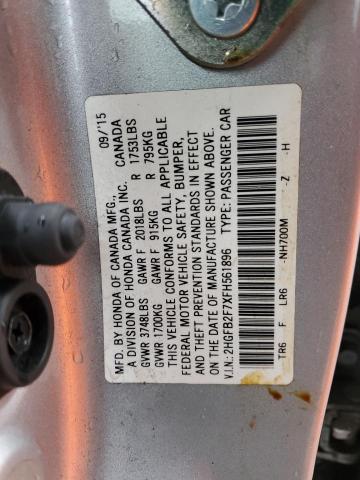 MFD. BY HONDA OF CANADA MFG., 09/'15
A DIVISION OF HONDA CANADA INC. CANADA
GVWR 3748LBS GAWR F 2018LBS R 1753LBS
GVWR 1700KG GAWR F 915KG R 795KG
THIS VEHICLE CONFORMS TO ALL APPLICABLE
FEDERAL MOTOR VEHICLE SAFETY, BUMPER,
AND THEFT PREVENTION STANDARDS IN EFFECT
ON THE DATE OF MANUFACTURE SHOWN ABOVE.
V.I.N.: 2HGFB2F7XFH561896 TYPE: PASSENGER CAR
TR6 F LR6 -NH700M -Z -H